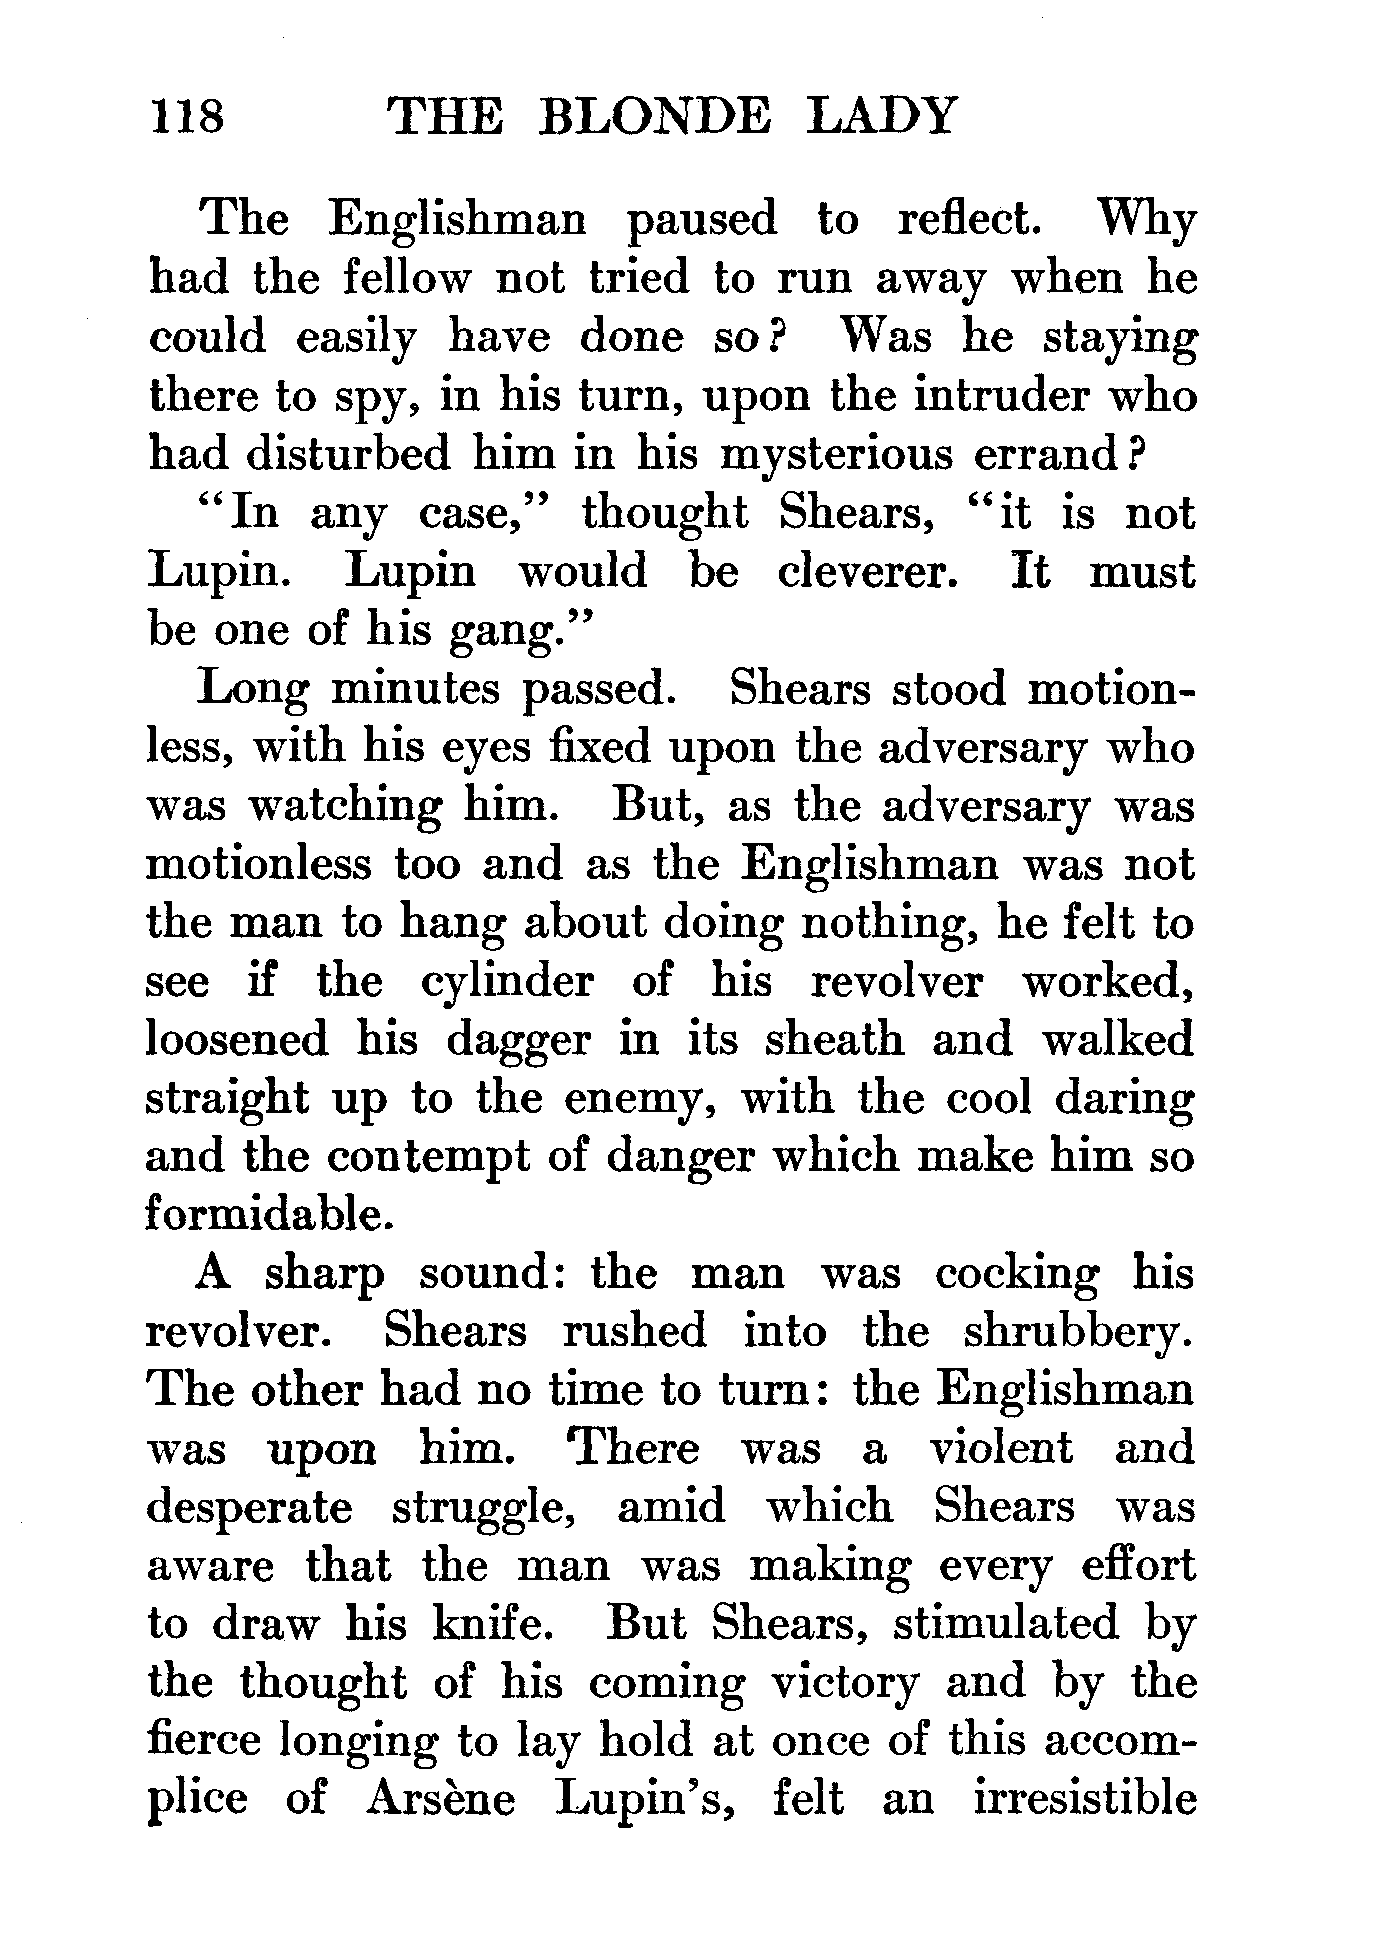 118 THE BLONDE LADY
The Englishman paused to reflect. Why
had the fellow not tried to run away when he
could easily have done so? Was he staying
there to spy, in his turn, upon the intruder who
had disturbed him in his mysterious errand?
"In any case," thought Shears, "it is not
Lupin. Lupin would be cleverer. It must
be one of his gang."
Long minutes passed. Shears stood motion-
less, with his eyes fixed upon the adversary who
was watching him. But, as the adversary was
motionless too and as the Englishman was not
the man to hang about doing nothing, he felt to
see if the cylinder of his revolver worked,
loosened his dagger in its sheath and walked
straight up to the enemy, with the cool daring
and the contempt of danger which make him so
formidable.
A sharp sound: the man was cocking his
revolver. Shears rushed into the shrubbery.
The other had no time to turn: the Englishman
was upon him. There was a violent and
desperate struggle, amid which Shears was
aware that the man was making every effort
to draw his knife. But Shears, stimulated by
the thought of his coming victory and by the
fierce longing to lay hold at once of this accom-
plice of Arsène Lupin's, felt an irresistible